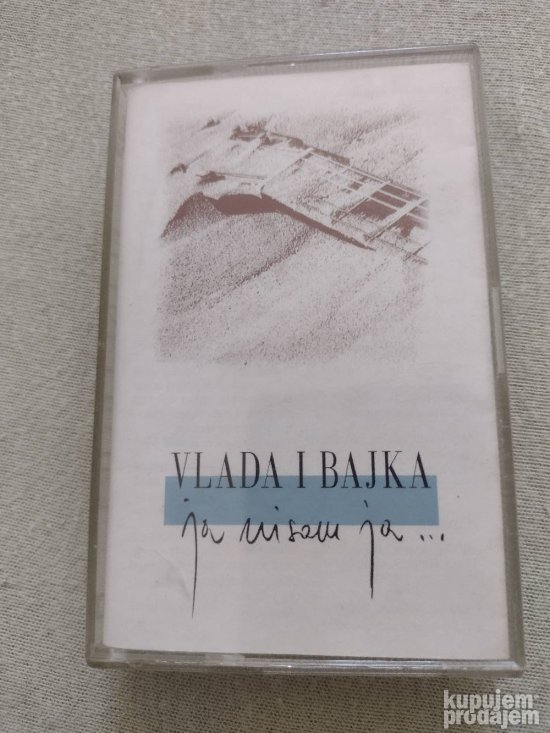 VLADA I BAJKA
ja nisam ja ...
kupujem
prodajem